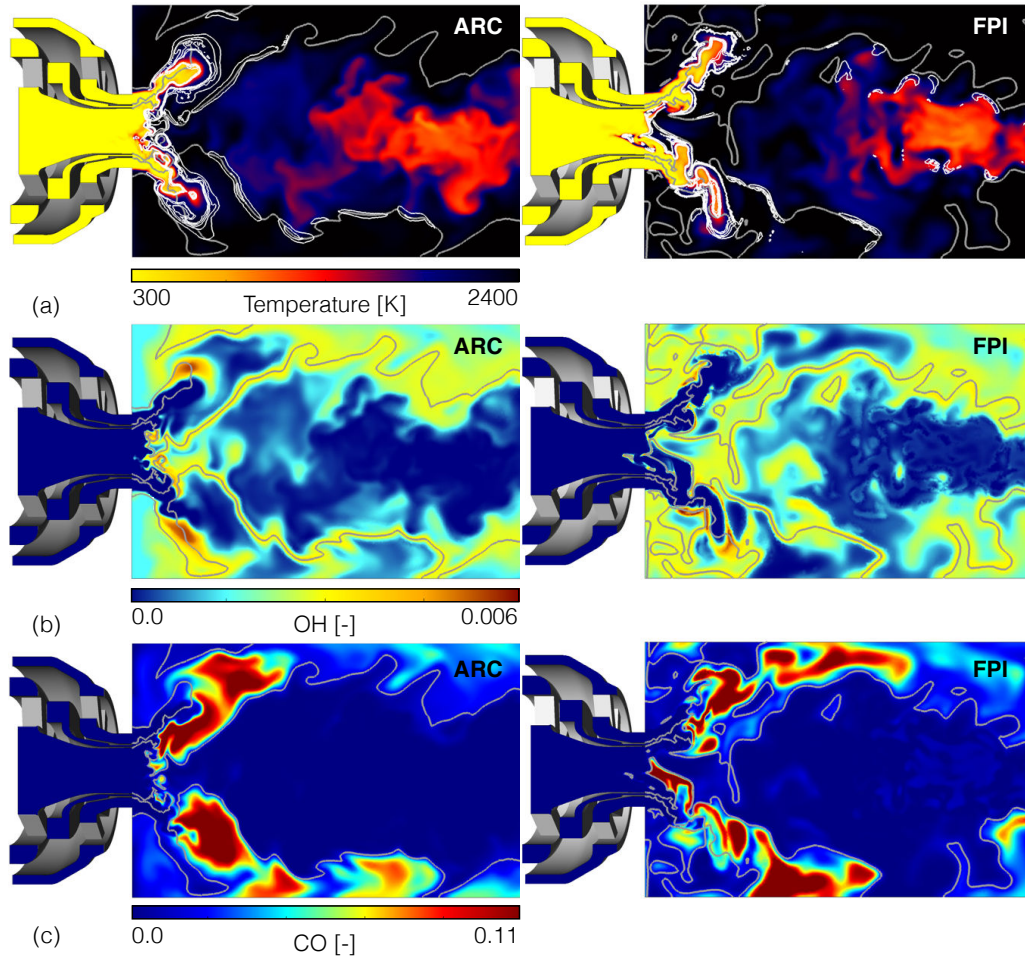 ARC
FPI
300
2400
Temperature [K]
(a)
ARC
FPI
0.0
0.006
OH [-]
(b)
ARC
FPI
0.0
0.11
CO [-]
(c)